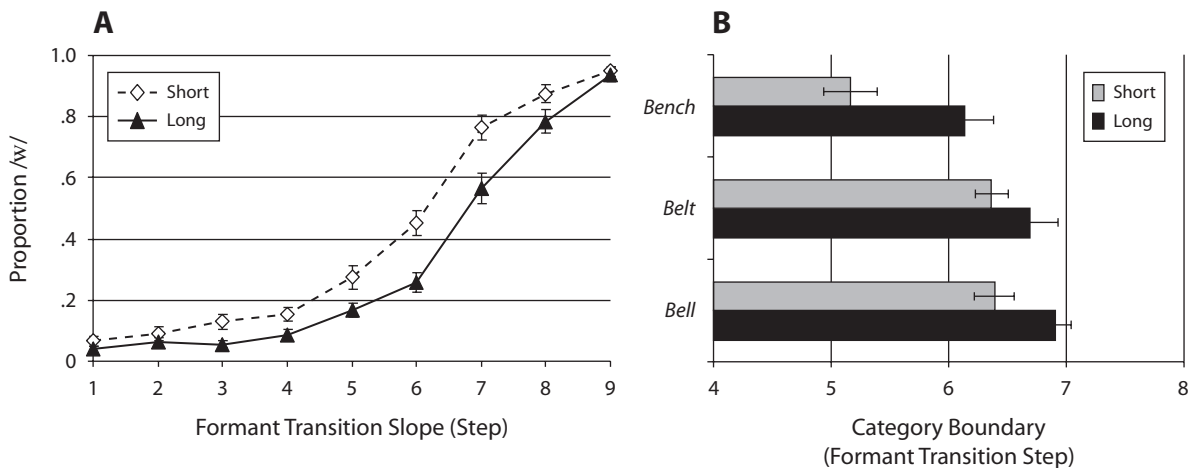 A
Proportion /w/
1.0
.8
.6
.4
.2
0
Short
Long
1 2 3 4 5 6 7 8 9
Formant Transition Slope (Step)
B
Bench
Belt
Bell
Short
Long
4 5 6 7 8
Category Boundary
(Formant Transition Step)